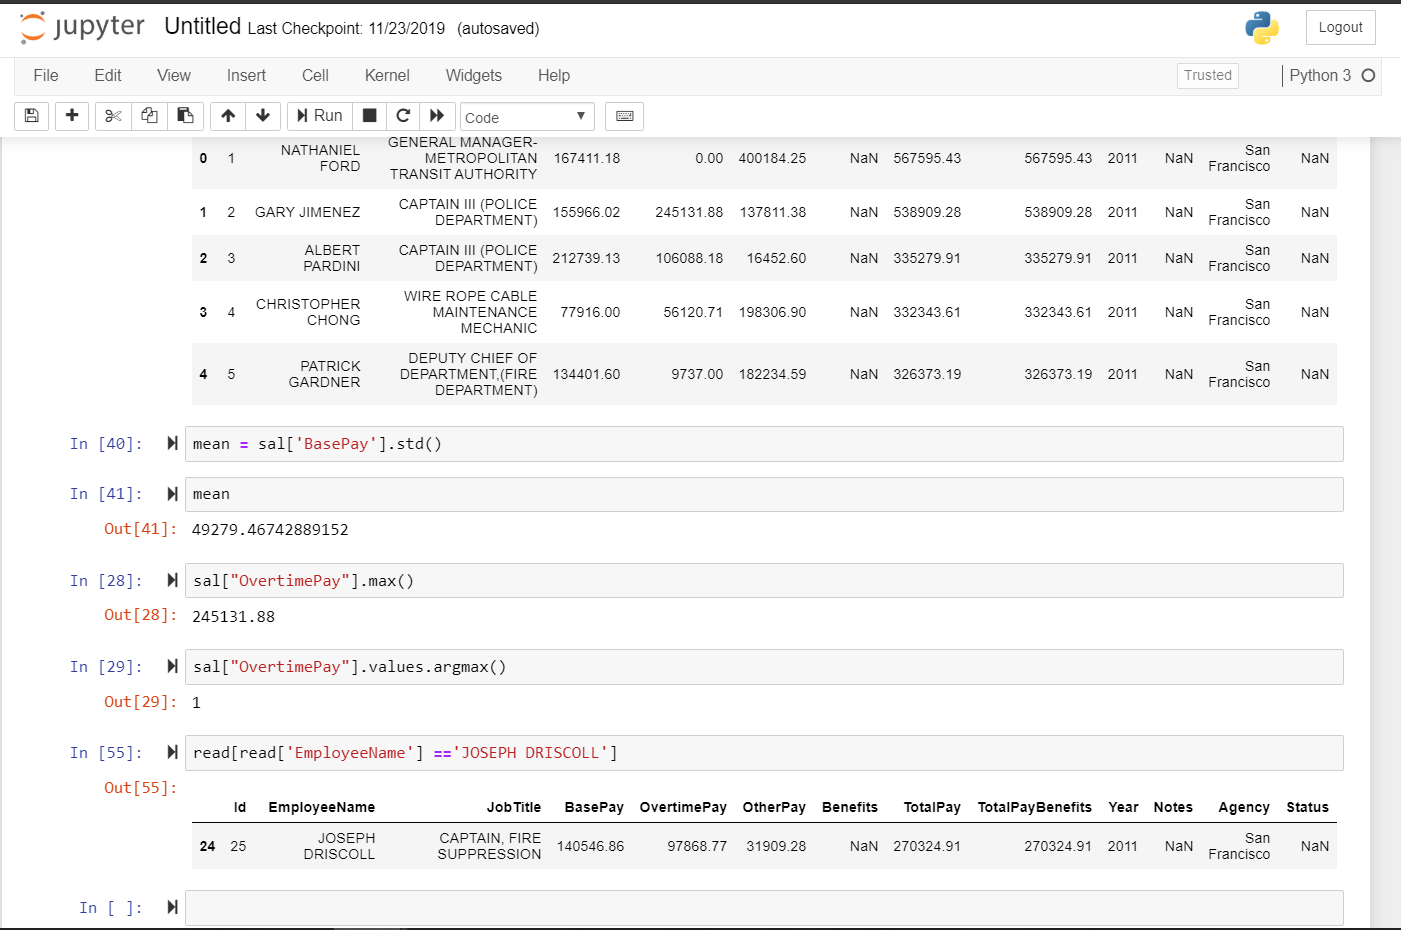 jupyter Untitled Last Checkpoint: 11/23/2019 (autosaved)
Logout
File Edit View Insert Cell Kernel Widgets Help
Trusted
Python 3
Run
Code
0 1 NATHANIEL FORD GENERAL MANAGER-METROPOLITAN TRANSIT AUTHORITY 167411.18 0.00 400184.25 NaN 567595.43 567595.43 2011 NaN San Francisco NaN
1 2 GARY JIMENEZ CAPTAIN III (POLICE DEPARTMENT) 155966.02 245131.88 137811.38 NaN 538909.28 538909.28 2011 NaN San Francisco NaN
2 3 ALBERT PARDINI CAPTAIN III (POLICE DEPARTMENT) 212739.13 106088.18 16452.60 NaN 335279.91 335279.91 2011 NaN San Francisco NaN
3 4 CHRISTOPHER CHONG WIRE ROPE CABLE MAINTENANCE MECHANIC 77916.00 56120.71 198306.90 NaN 332343.61 332343.61 2011 NaN San Francisco NaN
4 5 PATRICK GARDNER DEPUTY CHIEF OF DEPARTMENT,(FIRE DEPARTMENT) 134401.60 9737.00 182234.59 NaN 326373.19 326373.19 2011 NaN San Francisco NaN
In [40]: mean = sal['BasePay'].std()
In [41]: mean
Out[41]: 49279.46742889152
In [28]: sal["OvertimePay"].max()
Out[28]: 245131.88
In [29]: sal["OvertimePay"].values.argmax()
Out[29]: 1
In [55]: read[read['EmployeeName'] =='JOSEPH DRISCOLL']
Out[55]:
Id EmployeeName JobTitle BasePay OvertimePay OtherPay Benefits TotalPay TotalPayBenefits Year Notes Agency Status
24 25 JOSEPH DRISCOLL CAPTAIN, FIRE SUPPRESSION 140546.86 97868.77 31909.28 NaN 270324.91 270324.91 2011 NaN San Francisco NaN
In [ ]: